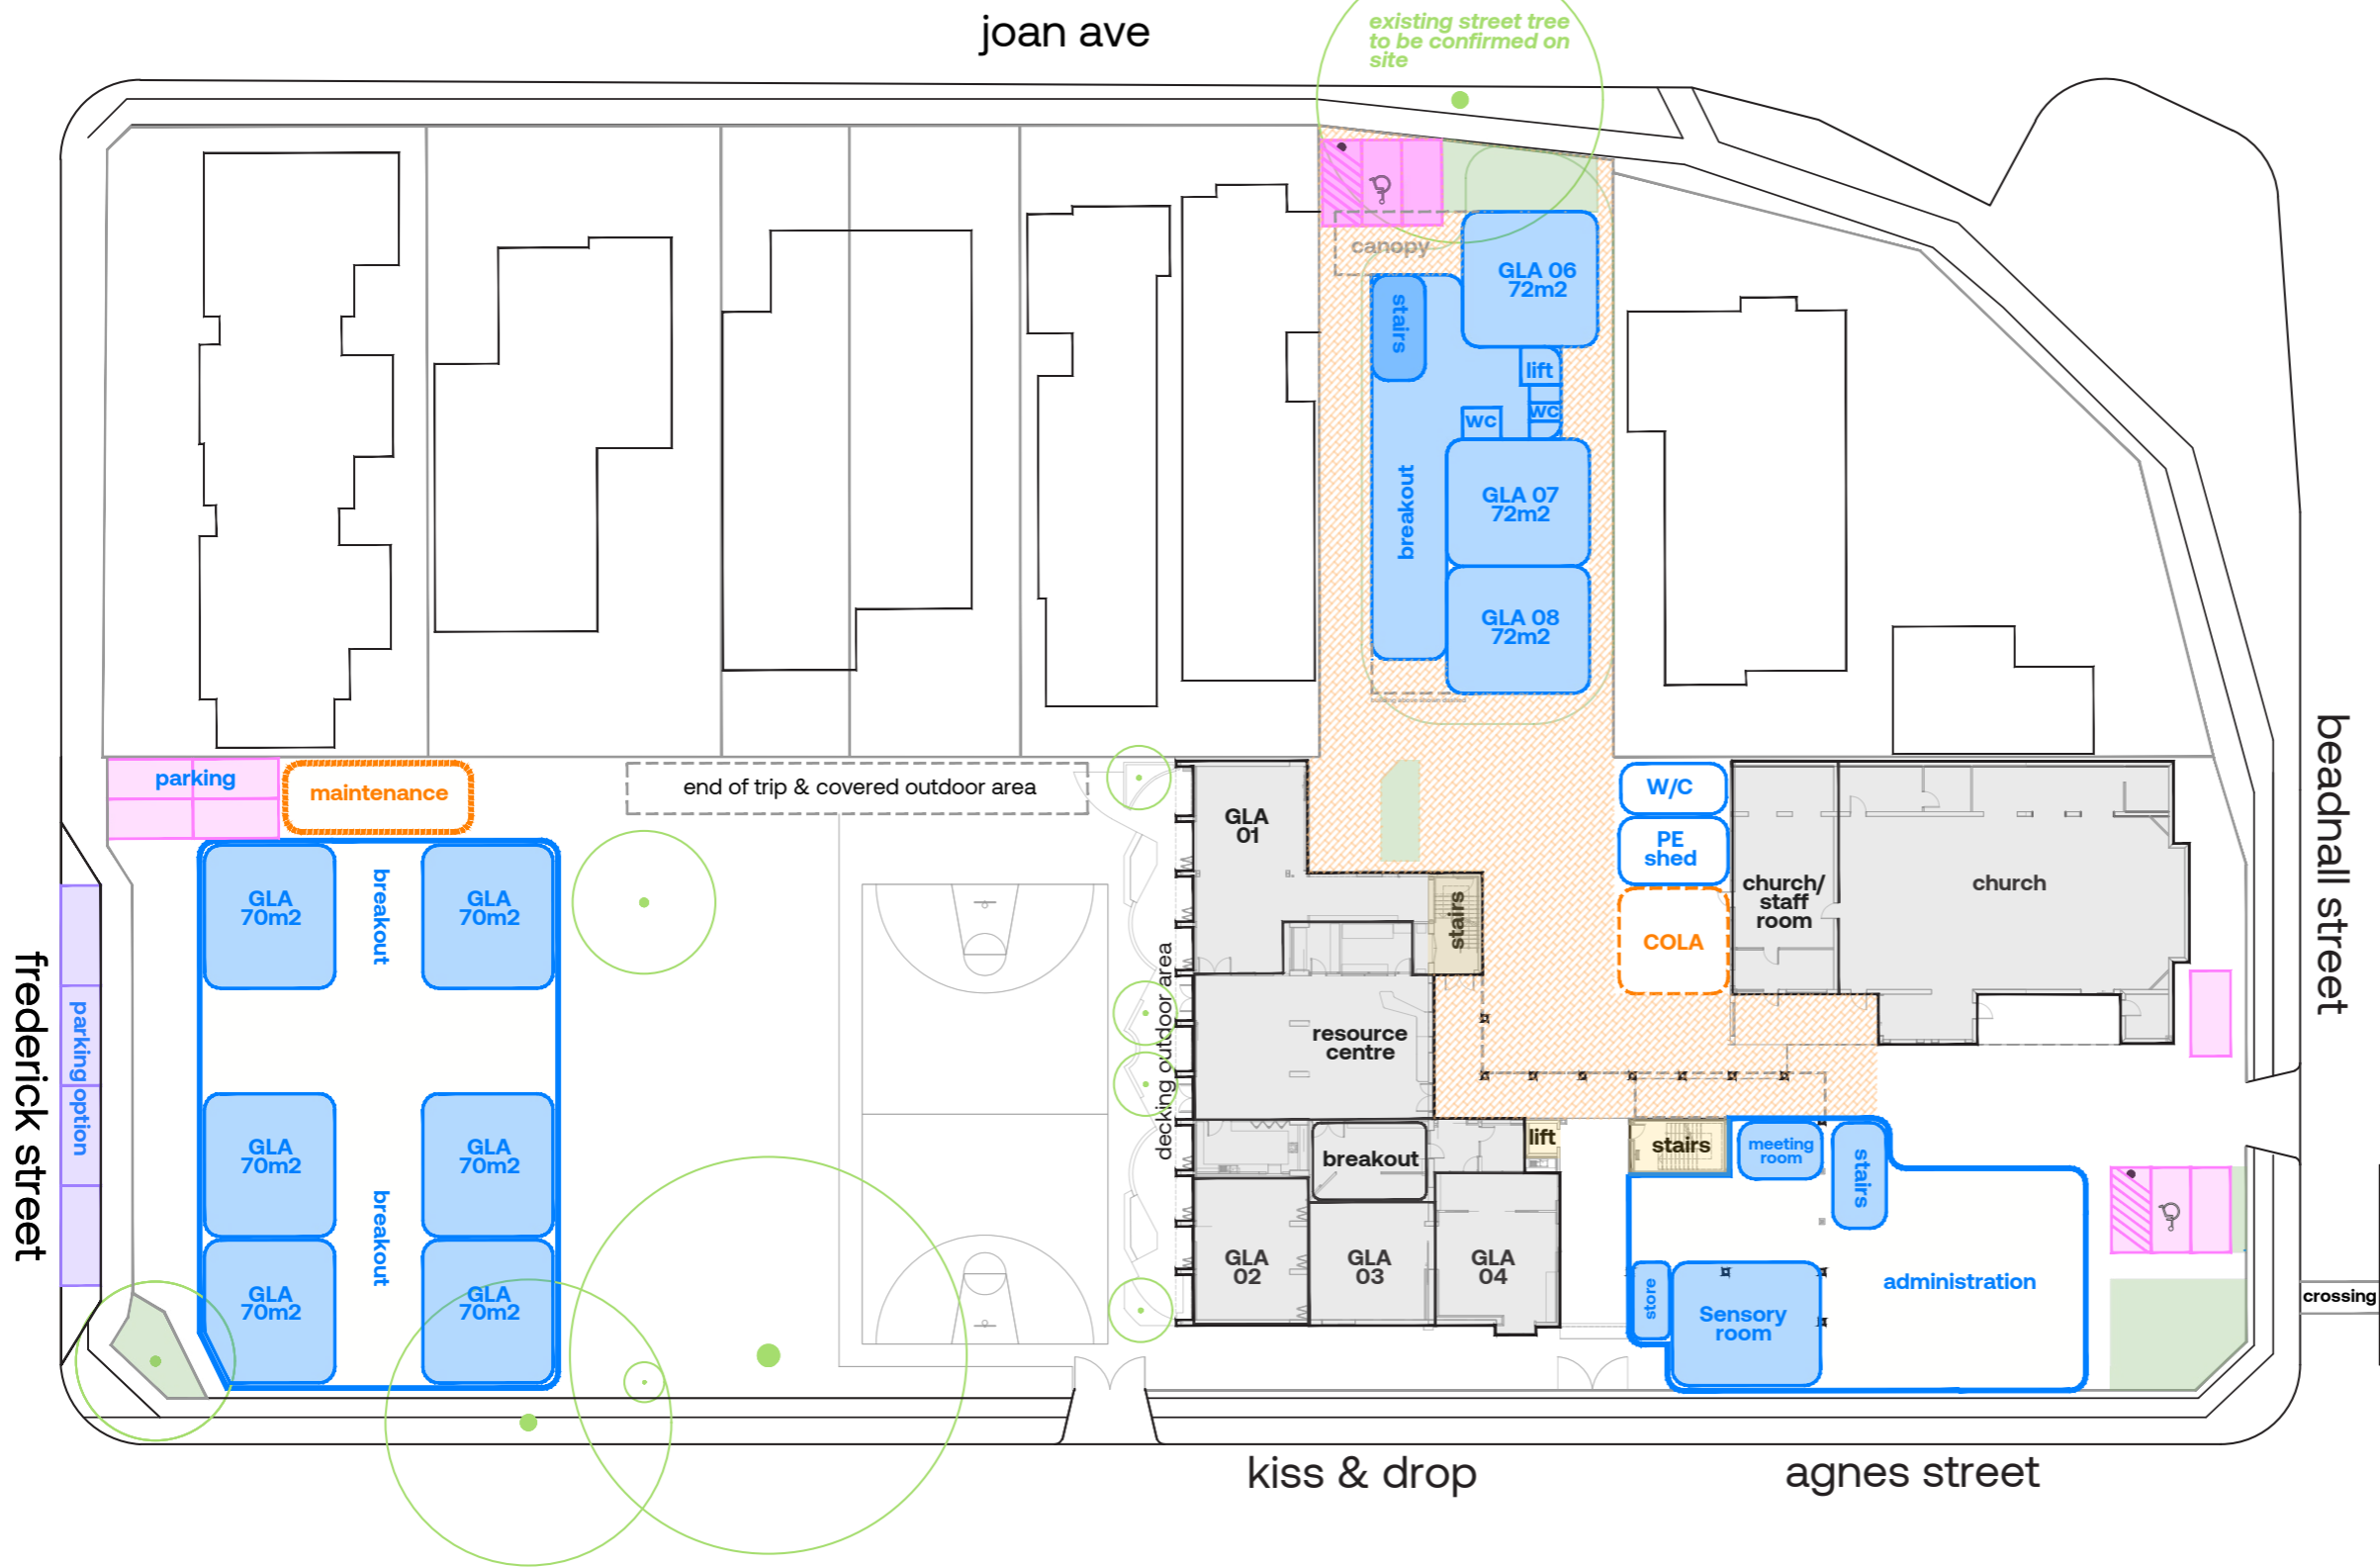 joan ave
existing street tree
to be confirmed on
site
canopy
GLA 06
72m2
stairs
lift
wc
wc
breakout
GLA 07
72m2
GLA 08
72m2
parking
maintenance
end of trip & covered outdoor area
GLA
01
W/C
PE
shed
COLA
church/
staff
room
church
beadnall street
GLA
70m2
breakout
GLA
70m2
stairs
decking outdoor area
resource
centre
frederick street
parking option
GLA
70m2
GLA
70m2
breakout
GLA
70m2
GLA
70m2
breakout
lift
stairs
meeting
room
stairs
GLA
02
GLA
03
GLA
04
store
Sensory
room
administration
crossing
kiss & drop
agnes street